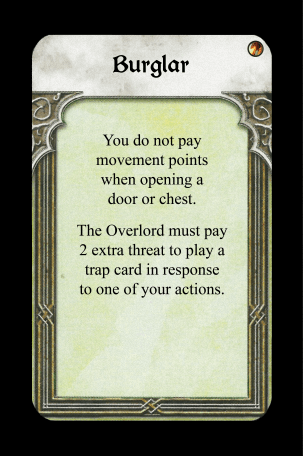 Burglar
You do not pay
movement points
when opening a
door or chest.
The Overlord must pay
2 extra threat to play a
trap card in response
to one of your actions.